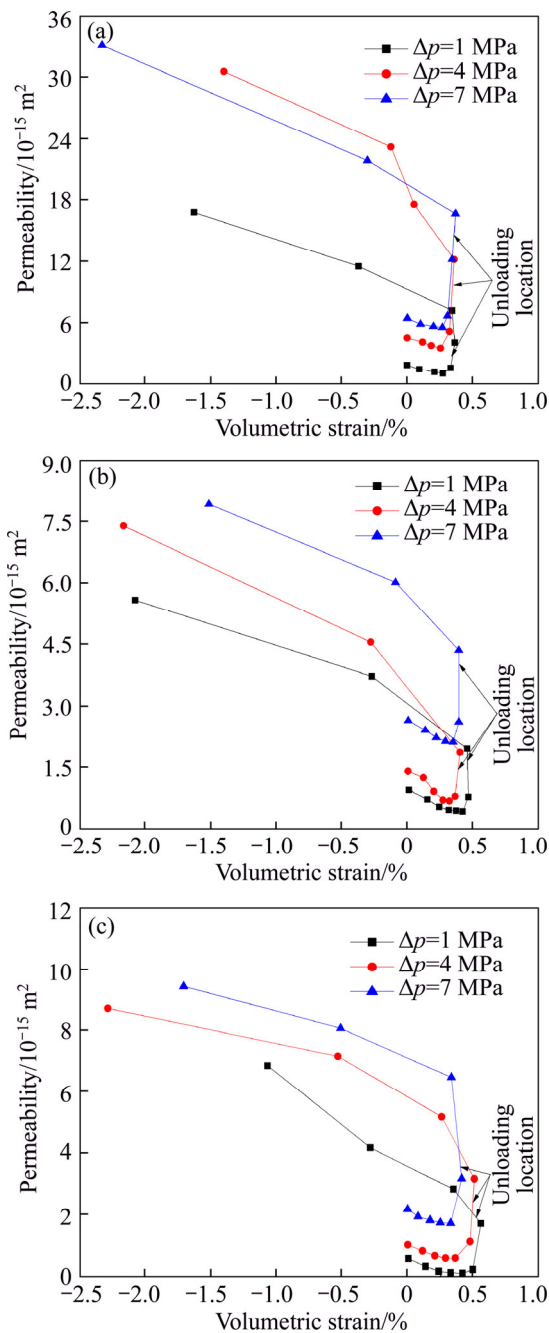 (a)
Δp=1 MPa
Δp=4 MPa
Δp=7 MPa
Permeability/10⁻¹⁵ m²
36
30
24
18
12
6
0
Unloading
location
−2.5 −2.0 −1.5 −1.0 −0.5 0 0.5 1.0
Volumetric strain/%
(b)
Δp=1 MPa
Δp=4 MPa
Δp=7 MPa
Permeability/10⁻¹⁵ m²
9.0
7.5
6.0
4.5
3.0
1.5
0
Unloading
location
−2.5 −2.0 −1.5 −1.0 −0.5 0 0.5 1.0
Volumetric strain/%
(c)
Δp=1 MPa
Δp=4 MPa
Δp=7 MPa
Permeability/10⁻¹⁵ m²
12
10
8
6
4
2
0
Unloading
location
−2.5 −2.0 −1.5 −1.0 −0.5 0 0.5 1.0
Volumetric strain/%